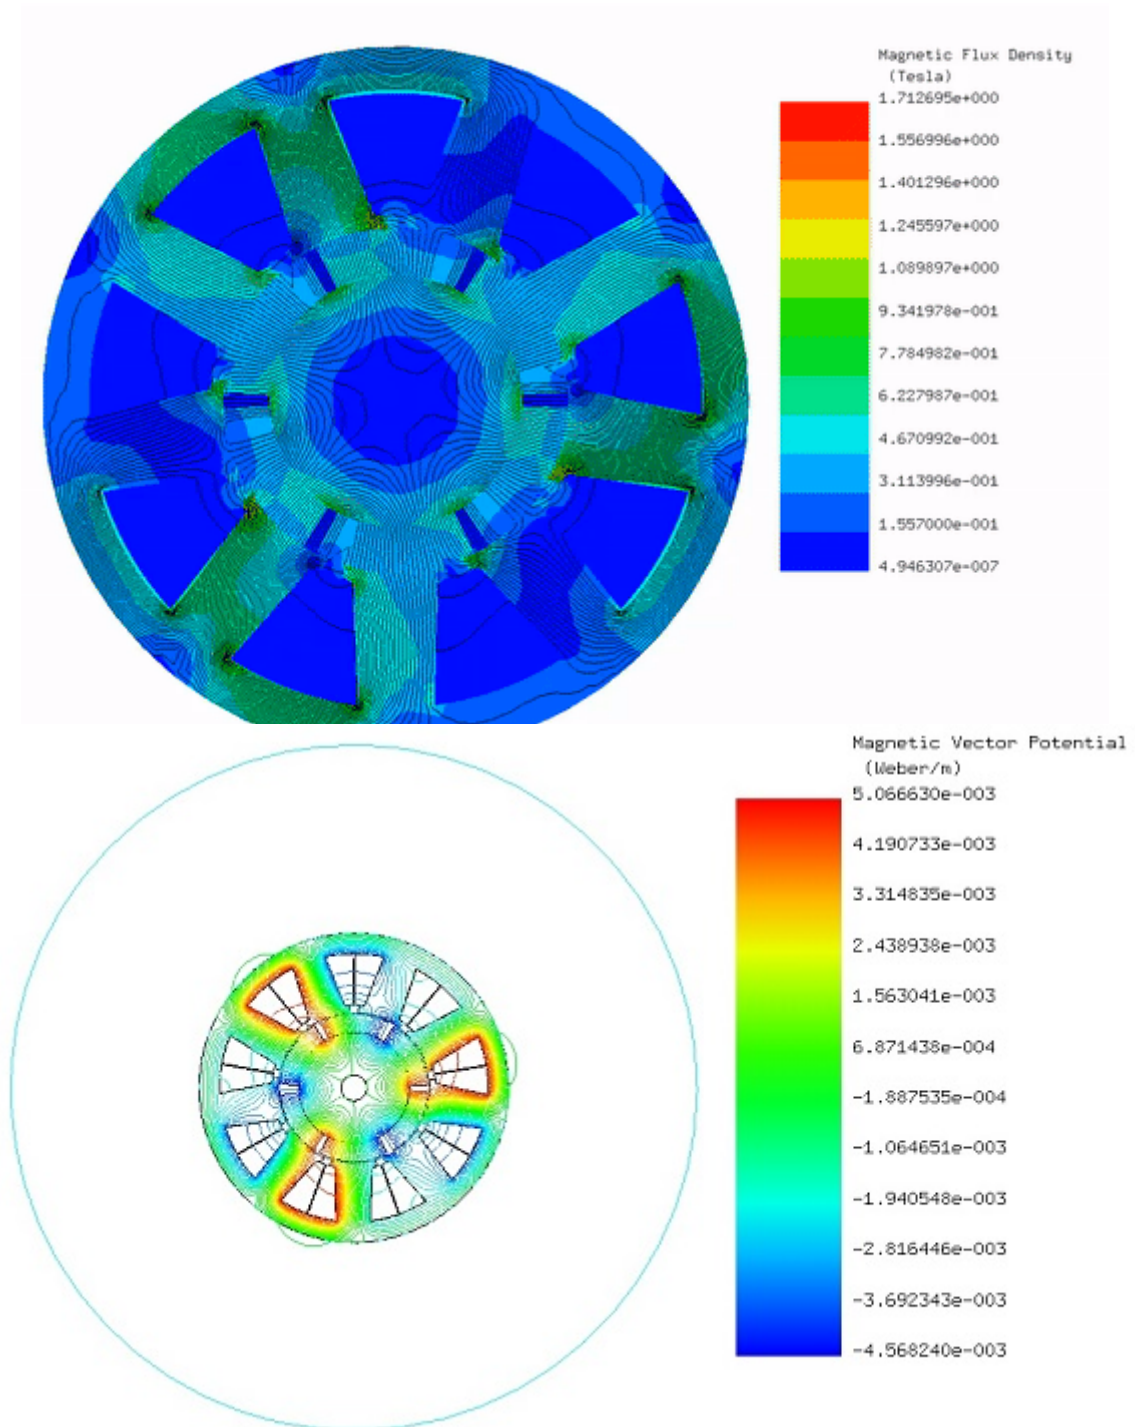 Magnetic Flux Density
(Tesla)
1.712695e+000
1.556996e+000
1.401296e+000
1.245597e+000
1.089897e+000
9.341978e-001
7.784982e-001
6.227987e-001
4.670992e-001
3.113996e-001
1.557000e-001
4.946307e-007
Magnetic Vector Potential
(Weber/m)
5.066630e-003
4.190733e-003
3.314835e-003
2.438938e-003
1.563041e-003
6.871438e-004
-1.887535e-004
-1.064651e-003
-1.940548e-003
-2.816446e-003
-3.692343e-003
-4.568240e-003